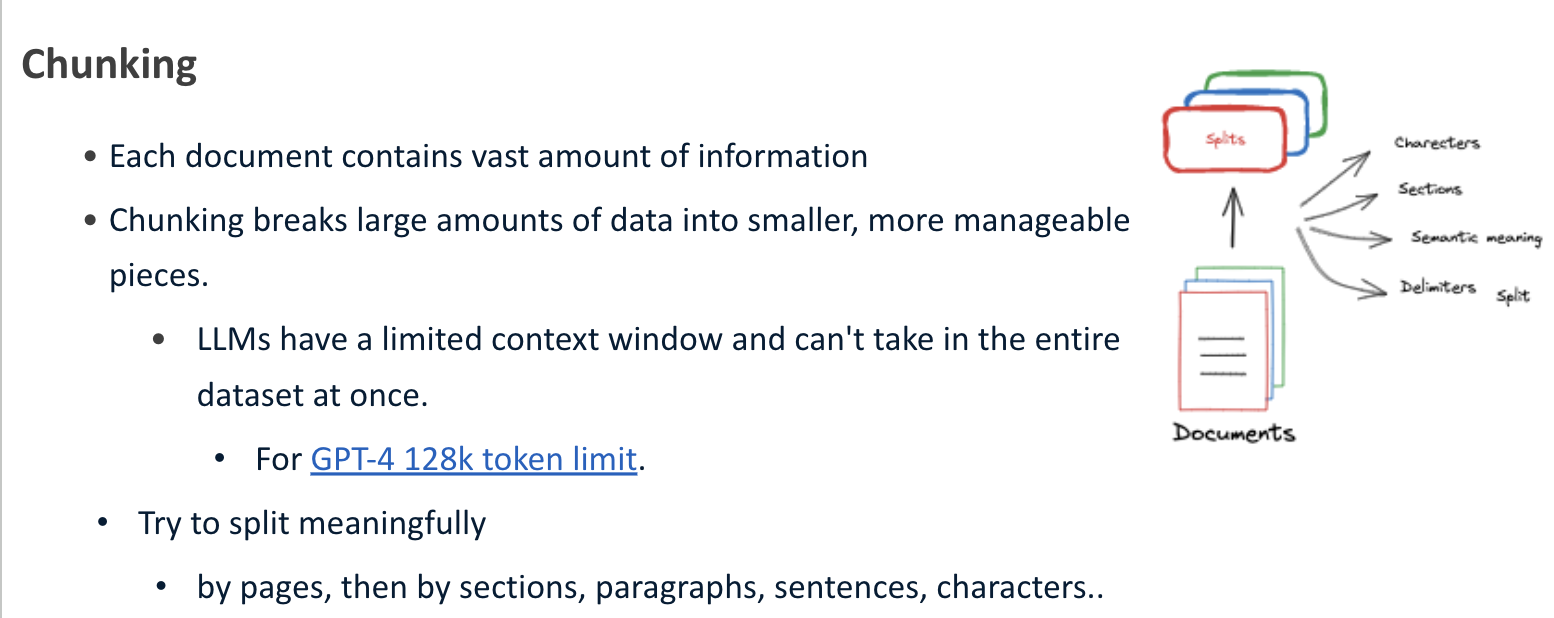 Chunking
• Each document contains vast amount of information
• Chunking breaks large amounts of data into smaller, more manageable
pieces.
• LLMs have a limited context window and can't take in the entire
dataset at once.
• For GPT-4 128k token limit.
• Try to split meaningfully
• by pages, then by sections, paragraphs, sentences, characters..
Splits
Charecters
Sections
Semantic meaning
Delimiters Split
Documents